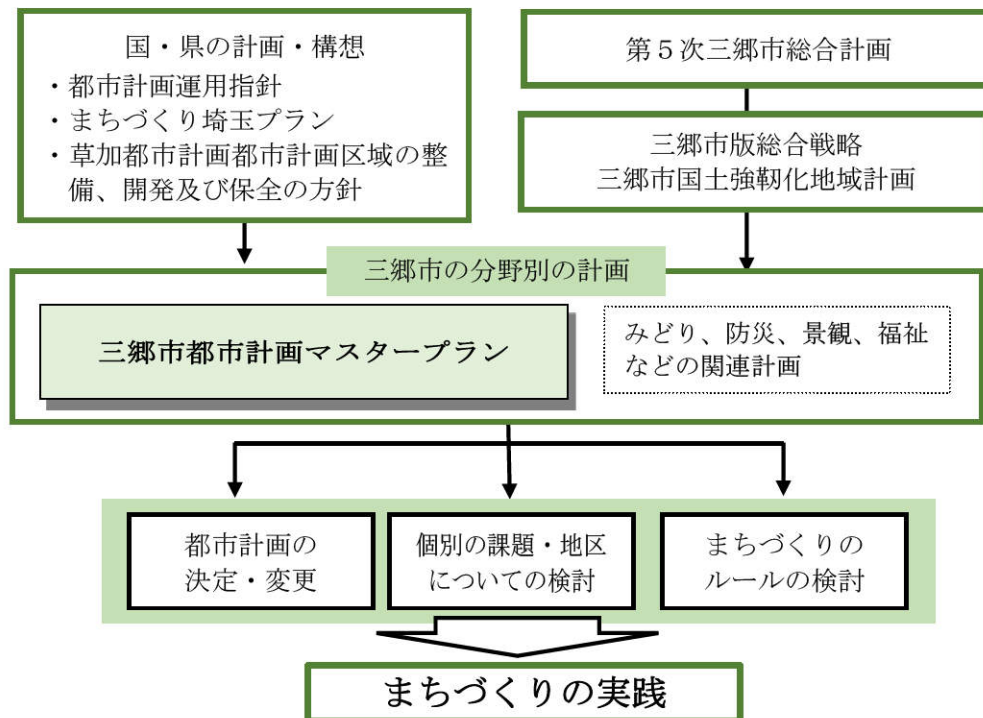 国・県の計画・構想
・都市計画運用指針
・まちづくり埼玉プラン
・草加都市計画都市計画区域の整
備、開発及び保全の方針
第５次三郷市総合計画
三郷市版総合戦略
三郷市国土強靱化地域計画
三郷市の分野別の計画
三郷市都市計画マスタープラン
みどり、防災、景観、福祉
などの関連計画
都市計画の
決定・変更
個別の課題・地区
についての検討
まちづくりの
ルールの検討
まちづくりの実践